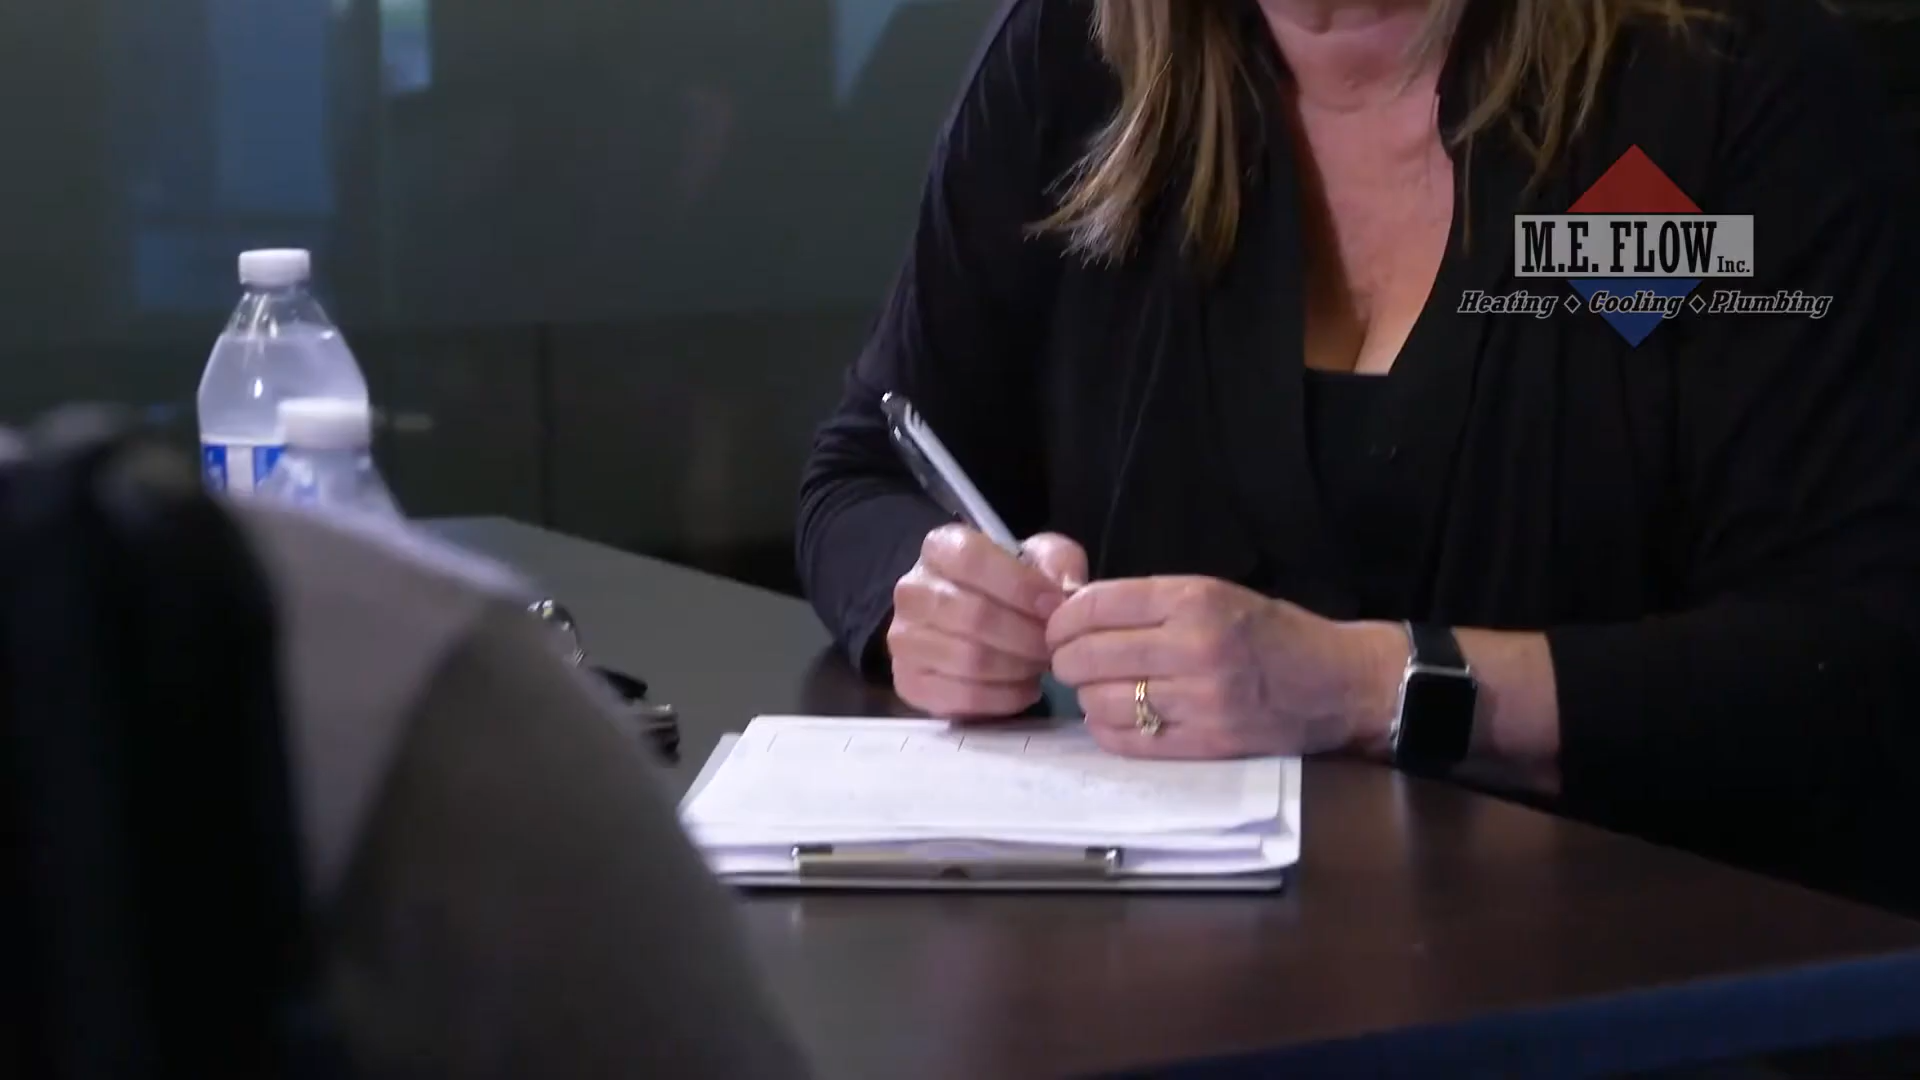 M.E. FLOW Inc.
Heating ⬦ Cooling ⬦ Plumbing